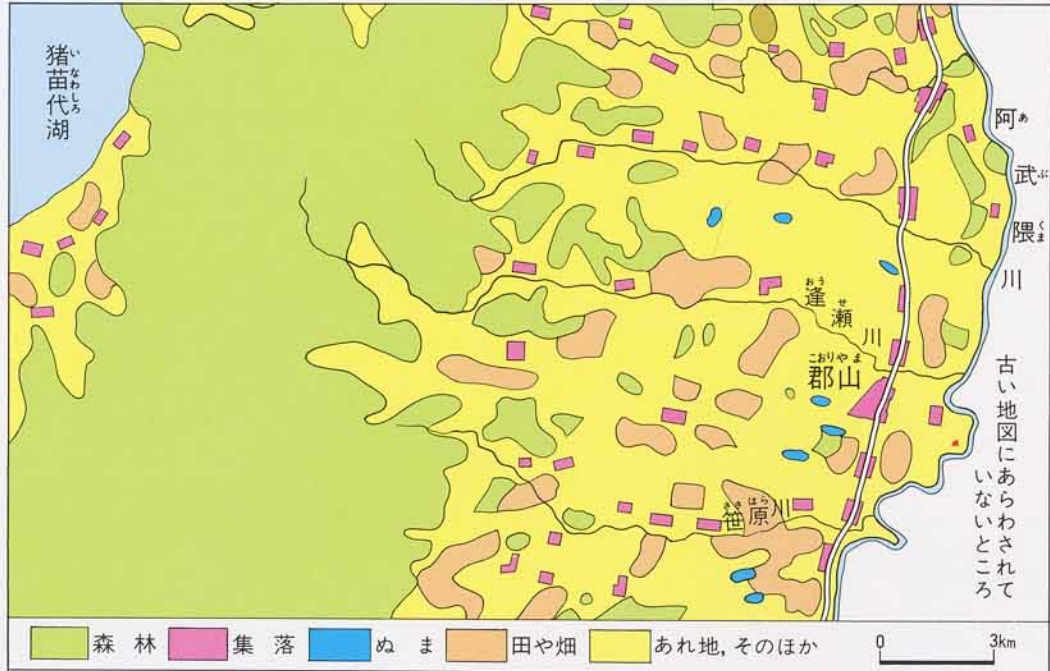 猪苗代湖
いなわしろ
阿武隈川
あぶくま
逢瀬川
おうせ
郡山
こおりやま
笹原川
ささはら
古い地図にあらわされて
いないところ
森林
集落
ぬま
田や畑
あれ地,そのほか
0 3km